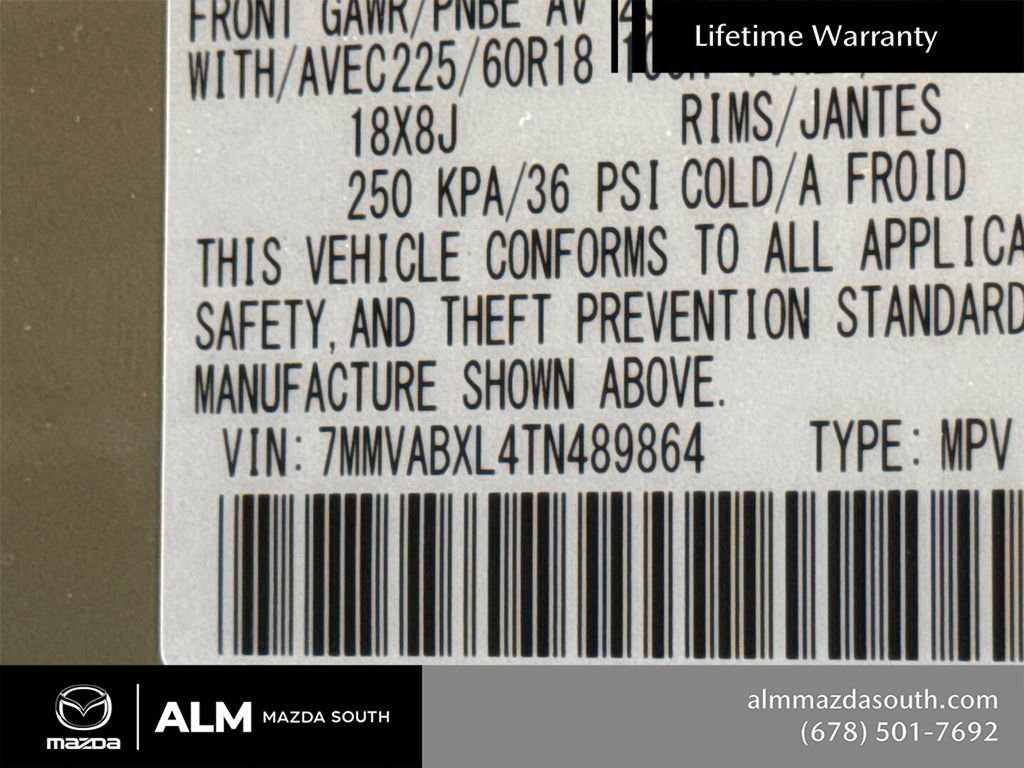 FRONT GAWR/PNBE AV
Lifetime Warranty
WITH/AVEC225/60R18
18X8J RIMS/JANTES
250 KPA/36 PSI COLD/A FROID
THIS VEHICLE CONFORMS TO ALL APPLICA
SAFETY, AND THEFT PREVENTION STANDARD
MANUFACTURE SHOWN ABOVE.
VIN: 7MMVABXL4TN489864 TYPE: MPV
mazda
ALM MAZDA SOUTH
almmazdasouth.com
(678) 501-7692